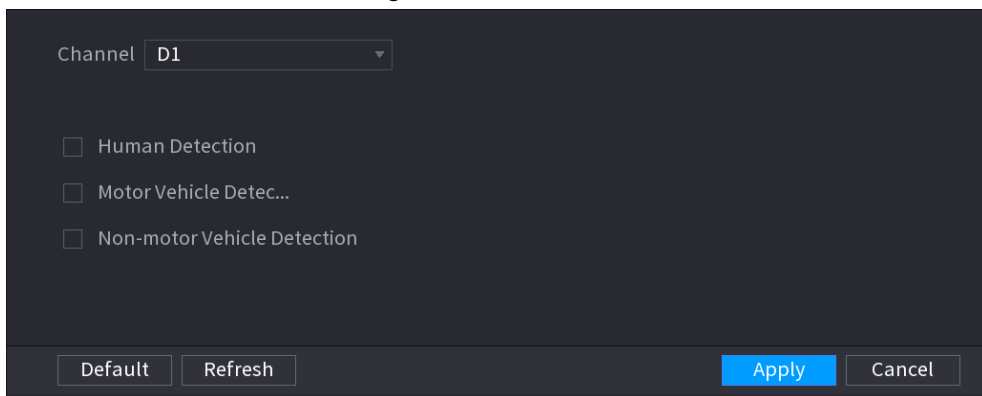 Channel D1
Human Detection
Motor Vehicle Detec...
Non-motor Vehicle Detection
Default Refresh Apply Cancel